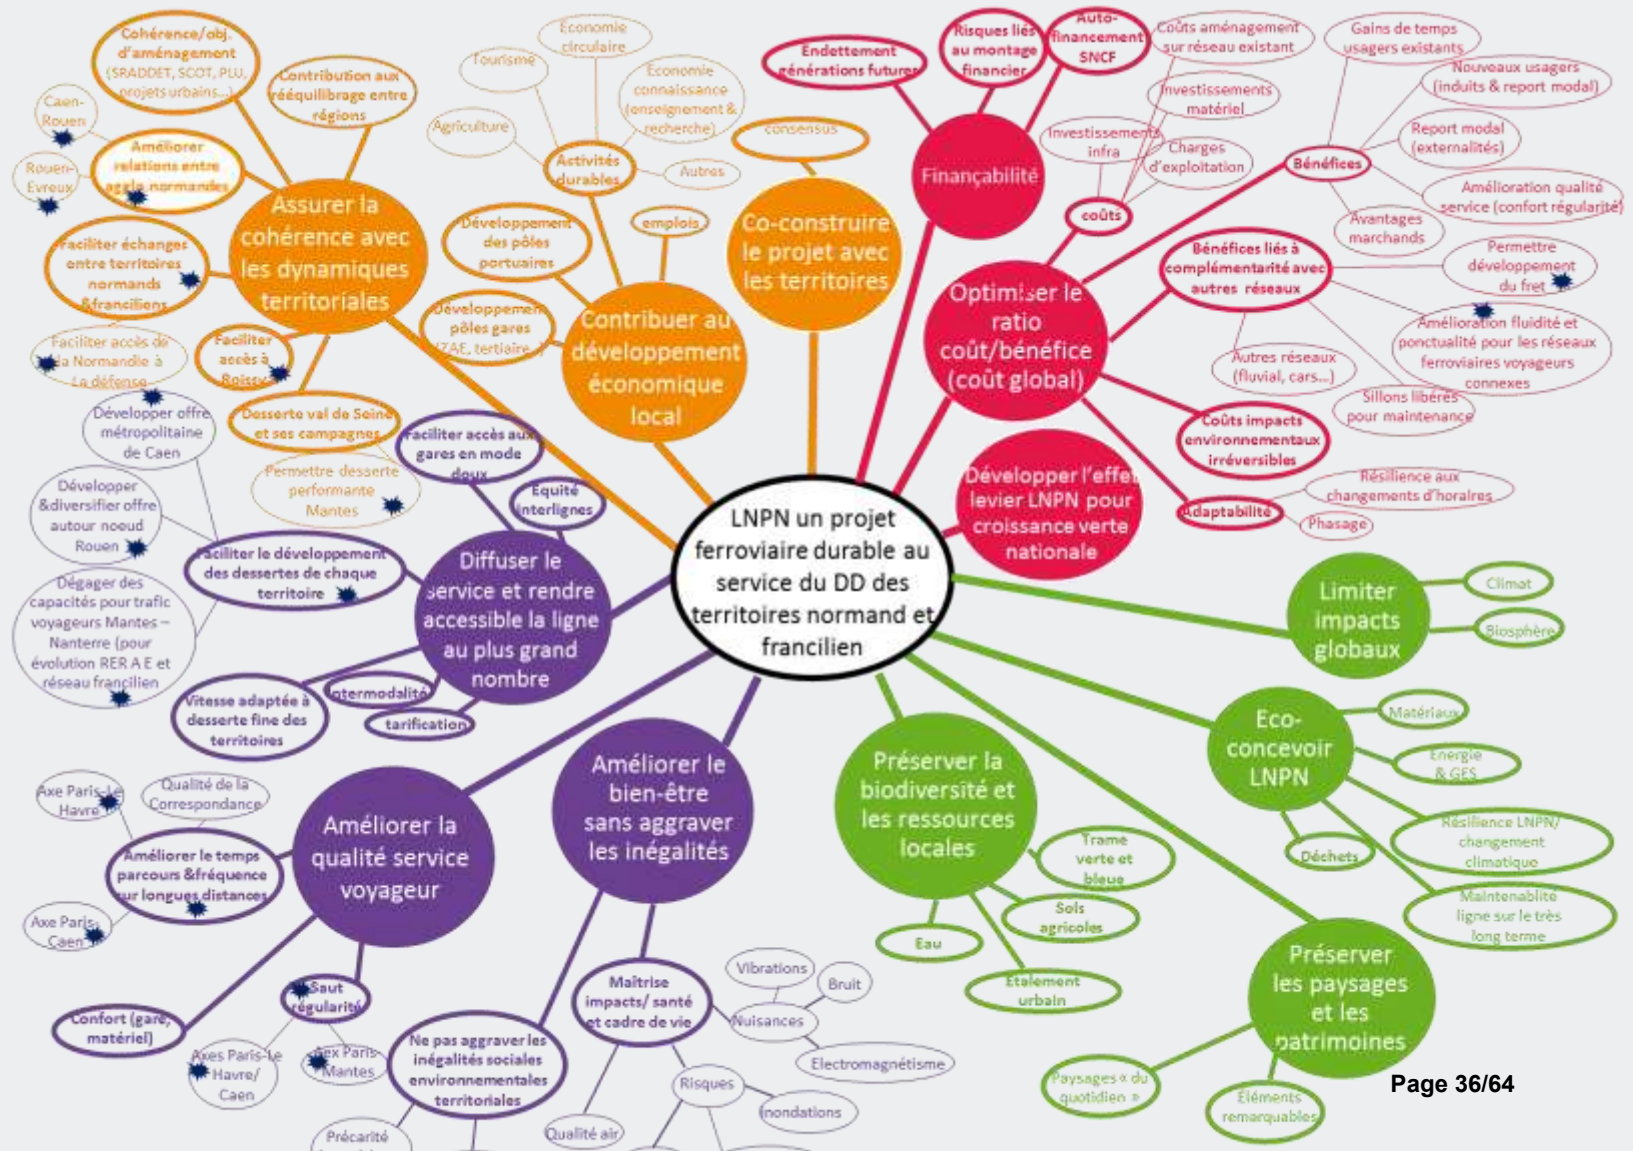 Cohérence/obj.
d'aménagement
(SRADDET, SCOT, PLU,
projets urbains...)
Contribution aux
rééquilibrage entre
régions
Caen-
Rouen
Rouen-
Evreux
Améliorer
relations entre
agglo normandes
Faciliter échanges
entre territoires
normands
&franciliens
Faciliter accès de
la Normandie à
La défense
Faciliter
accès à
Roissy
Desserte val de Seine
et ses campagnes
Permettre desserte
performante
Mantes
Assurer la
cohérence avec
les dynamiques
territoriales
Tourisme
Economie
circulaire
Economie
connaissance
(enseignement &
recherche)
Agriculture
Activités
durables
Autres
Développement
des pôles
portuaires
emplois
Développement
pôles gares
(ZAE, tertiaire...)
Contribuer au
développement
économique
local
consensus
Co-construire
le projet avec
les territoires
Endettement
générations futures
Risques liés
au montage
financier
Auto-
financement
SNCF
Finançabilité
Coûts aménagement
sur réseau existant
Investissements
matériel
Investissements
infra
Charges
d'exploitation
coûts
Gains de temps
usagers existants
Nouveaux usagers
(induits & report modal)
Report modal
(externalités)
Bénéfices
Amélioration qualité
service (confort régularité)
Avantages
marchands
Bénéfices liés à
complémentarité avec
autres réseaux
Permettre
développement
du fret
Amélioration fluidité et
ponctualité pour les réseaux
ferroviaires voyageurs
connexes
Autres réseaux
(fluvial, cars...)
Sillons libérés
pour maintenance
Optimiser le
ratio
coût/bénéfice
(coût global)
Coûts impacts
environnementaux
irréversibles
Adaptabilité
Résilience aux
changements d'horaires
Phasage
Développer l'effet
levier LNPN pour
croissance verte
nationale
LNPN un projet
ferroviaire durable au
service du DD des
territoires normand et
francilien
Développer offre
métropolitaine
de Caen
Développer
&diversifier offre
autour noeud
Rouen
Dégager des
capacités pour trafic
voyageurs Mantes –
Nanterre (pour
évolution RER A E et
réseau francilien
Faciliter le développement
des dessertes de chaque
territoire
Faciliter accès aux
gares en mode
doux
Equité
interlignes
Diffuser le
service et rendre
accessible la ligne
au plus grand
nombre
Vitesse adaptée à
desserte fine des
territoires
intermodalité
tarification
Axe Paris-Le
Havre
Qualité de la
Correspondance
Améliorer le temps
parcours &fréquence
sur longues distances
Axe Paris-
Caen
Améliorer la
qualité service
voyageur
Confort (gare,
matériel)
Saut
régularité
Axes Paris-Le
Havre/
Caen
Aex Paris-
Mantes
Améliorer le
bien-être
sans aggraver
les inégalités
Maîtrise
impacts/ santé
et cadre de vie
Vibrations
Bruit
Nuisances
Electromagnétisme
Risques
Inondations
Qualité air
Ne pas aggraver les
inégalités sociales
environnementales
territoriales
Précarité
Limiter
impacts
globaux
Climat
Biosphère
Eco-
concevoir
LNPN
Matériaux
Energie
& GES
Résilience LNPN/
changement
climatique
Maintenablité
ligne sur le très
long terme
Déchets
Préserver la
biodiversité et
les ressources
locales
Trame
verte et
bleue
Sols
agricoles
Eau
Etalement
urbain
Préserver
les paysages
et les
patrimoines
Paysages « du
quotidien »
Eléments
remarquables
Page 36/64